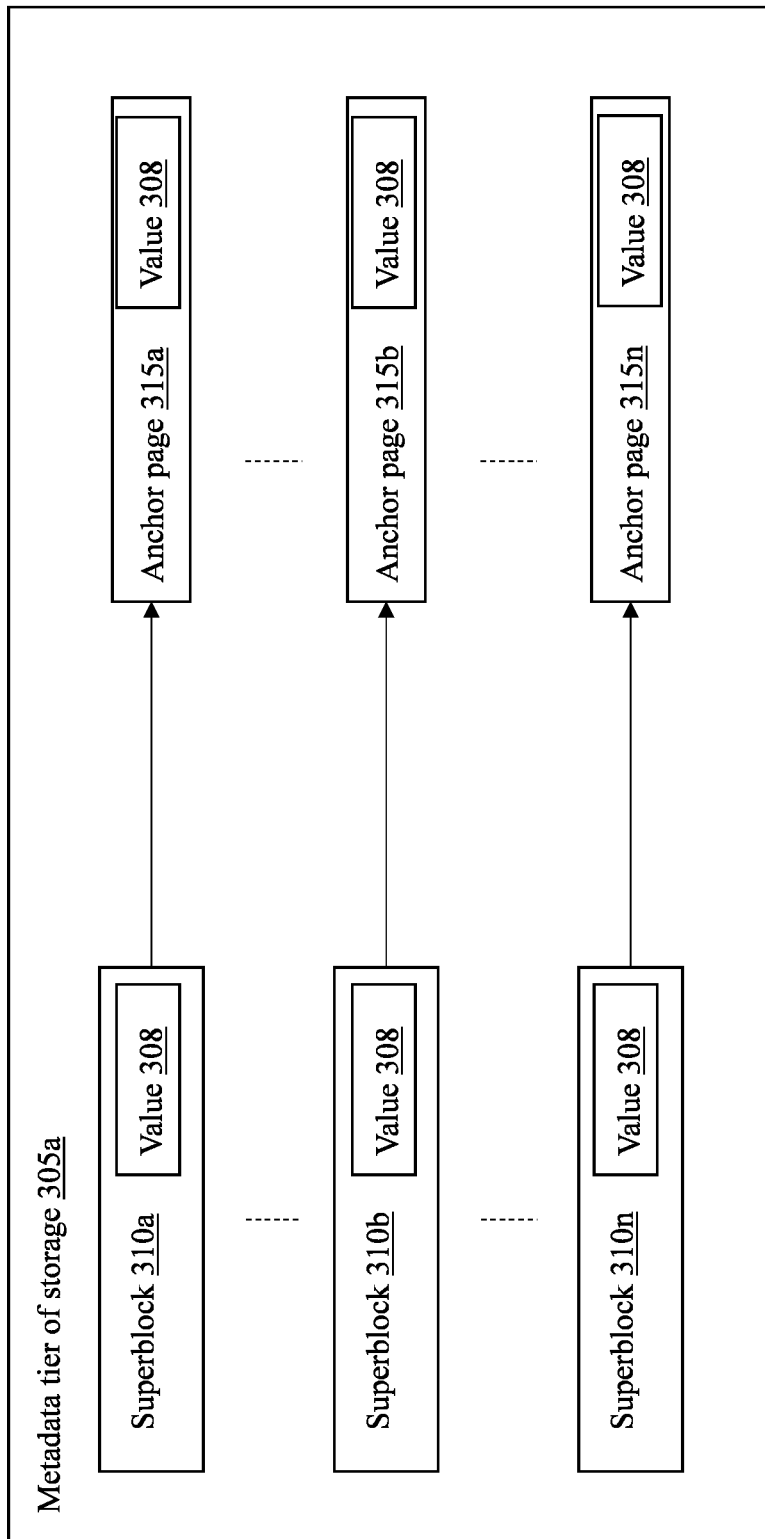 Metadata tier of storage 305a
Superblock 310a
Value 308
Anchor page 315a
Value 308
Superblock 310b
Value 308
Anchor page 315b
Value 308
Superblock 310n
Value 308
Anchor page 315n
Value 308